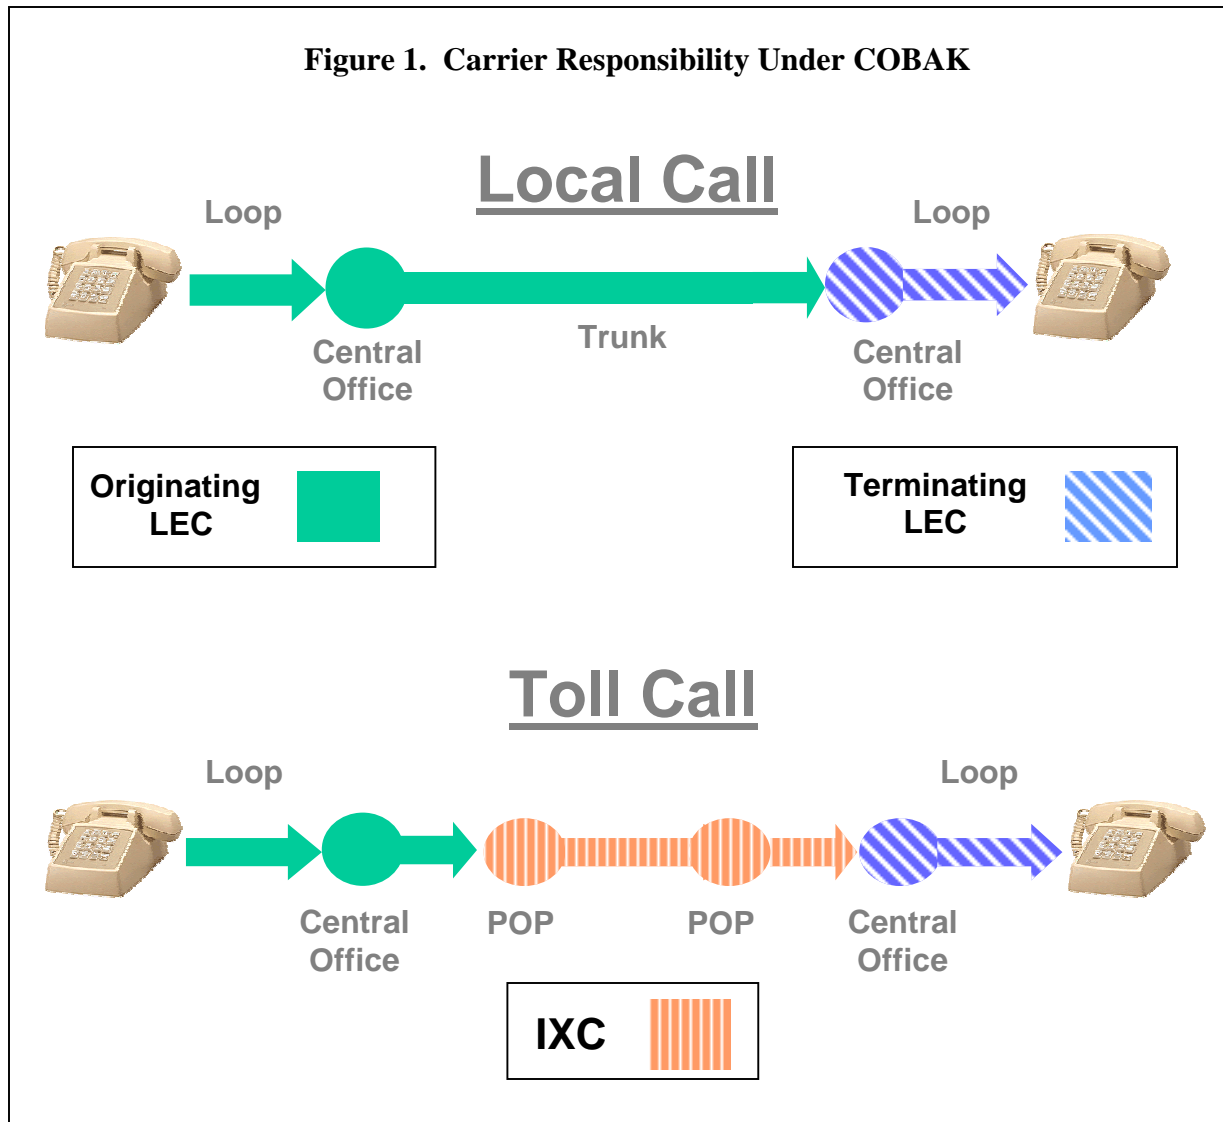 Figure 1. Carrier Responsibility Under COBAK
Local Call
Loop
Loop
Trunk
Central
Office
Central
Office
Originating
LEC
Terminating
LEC
Toll Call
Loop
Loop
Central
Office
POP
POP
Central
Office
IXC